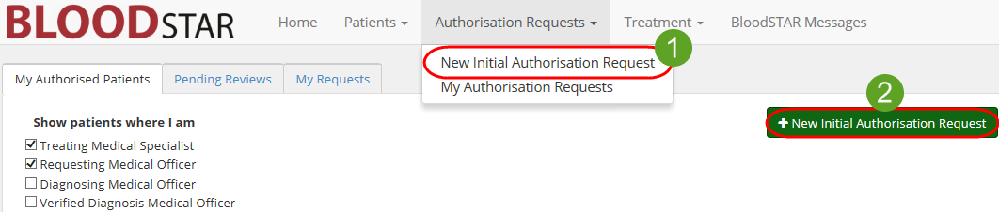 BLOODSTAR Home Patients Authorisation Requests Treatment BloodSTAR Messages
1
New Initial Authorisation Request
My Authorisation Requests
My Authorised Patients Pending Reviews My Requests
2
Show patients where I am
+ New Initial Authorisation Request
Treating Medical Specialist
Requesting Medical Officer
Diagnosing Medical Officer
Verified Diagnosis Medical Officer